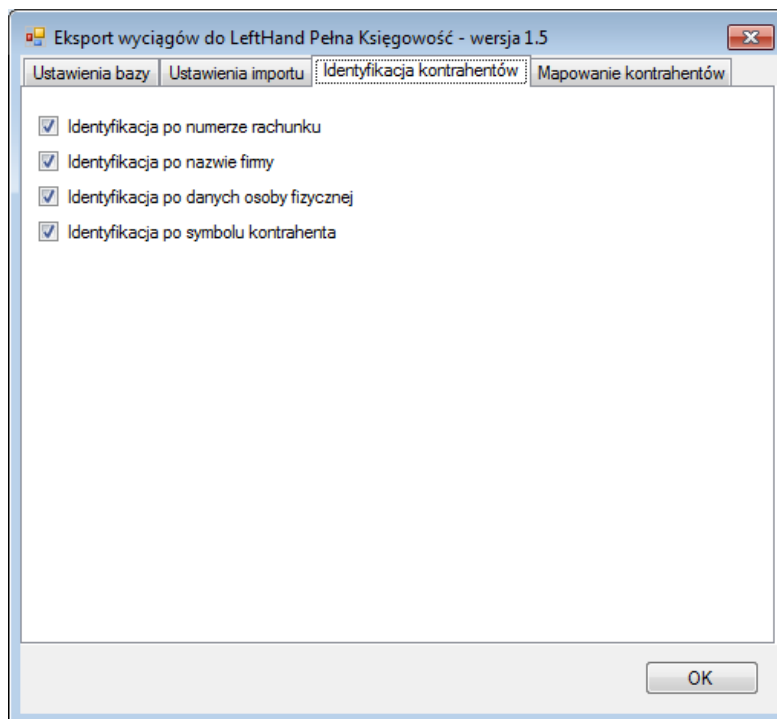 Eksport wyciągów do LeftHand Pełna Księgowość - wersja 1.5
Ustawienia bazy Ustawienia importu Identyfikacja kontrahentów Mapowanie kontrahentów
Identyfikacja po numerze rachunku
Identyfikacja po nazwie firmy
Identyfikacja po danych osoby fizycznej
Identyfikacja po symbolu kontrahenta
OK